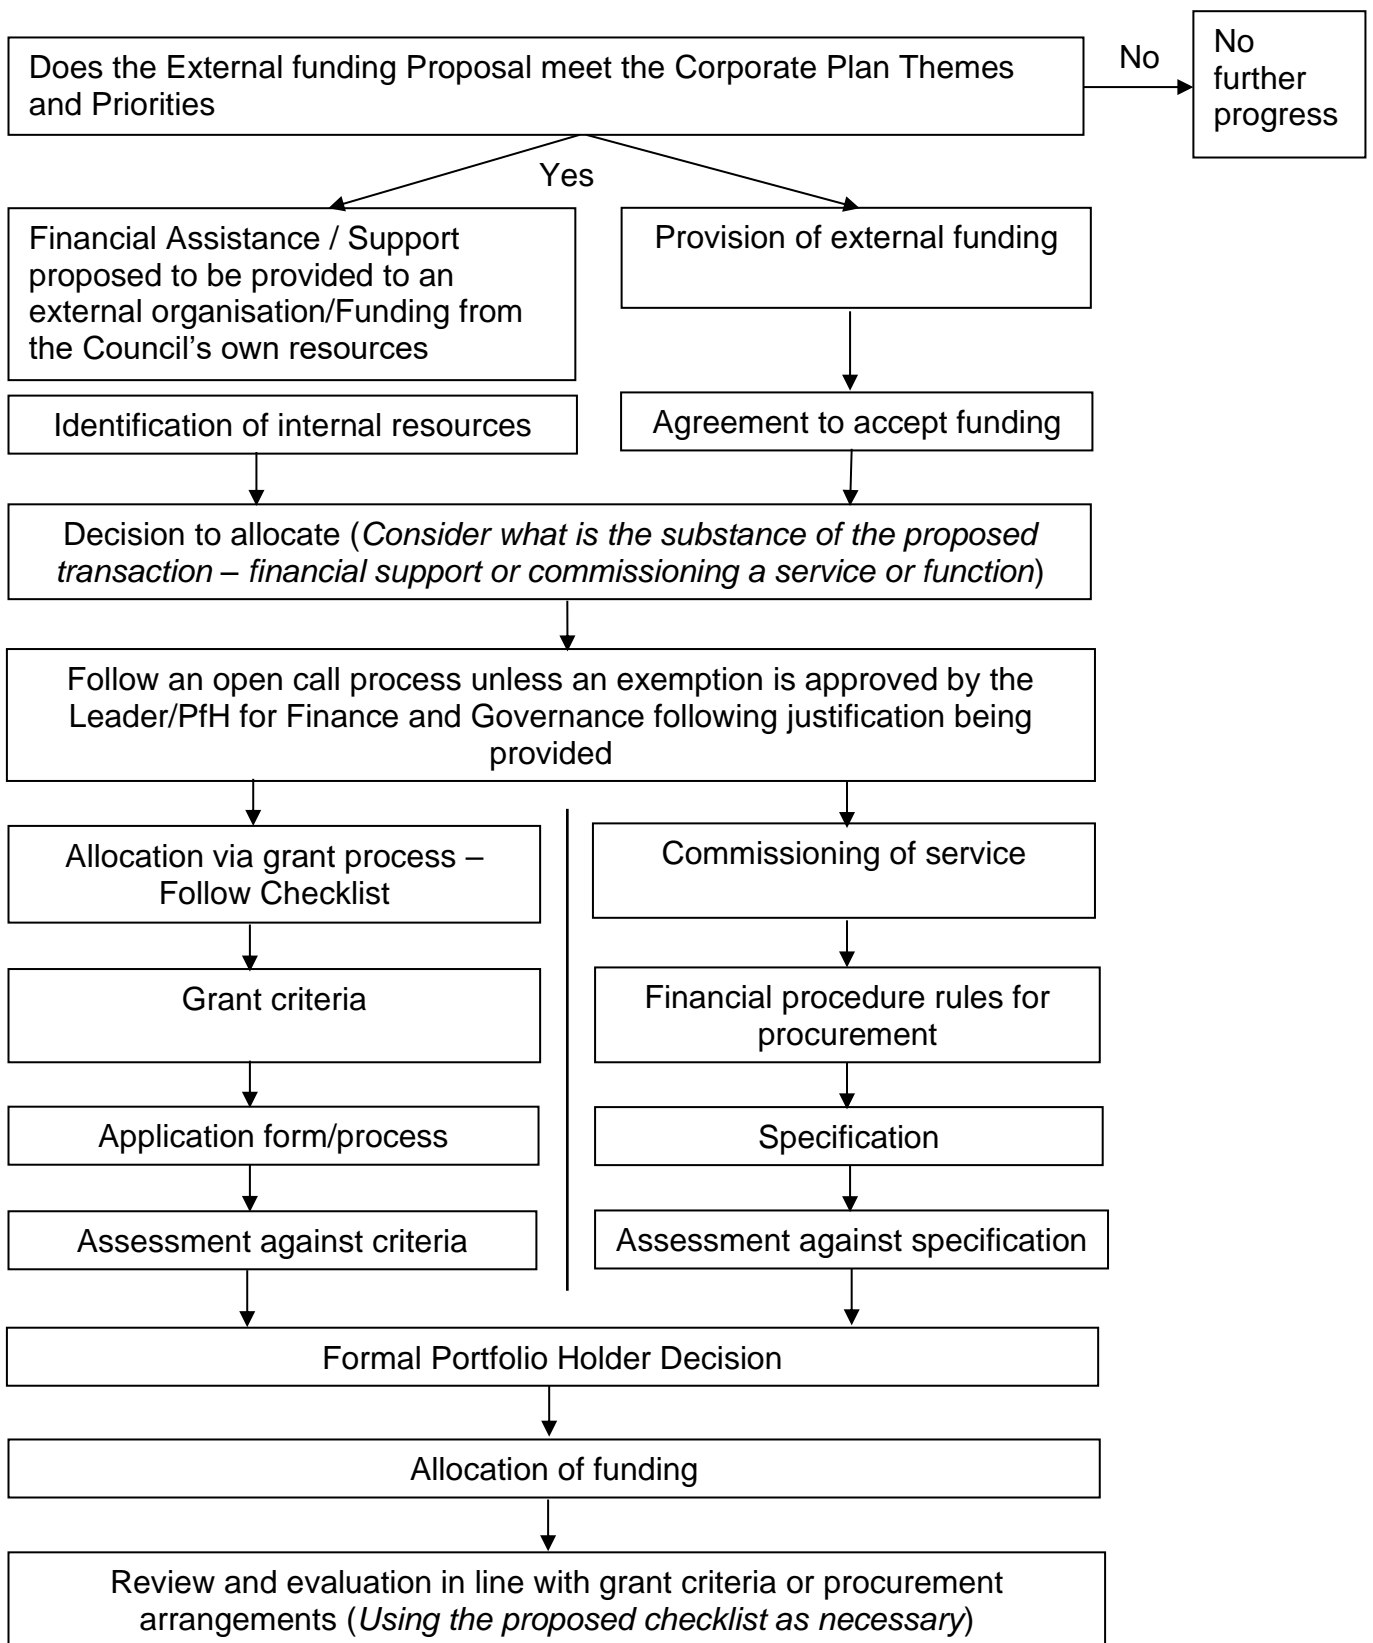 Does the External funding Proposal meet the Corporate Plan Themes
and Priorities
No
No
further
progress
Yes
Financial Assistance / Support
proposed to be provided to an
external organisation/Funding from
the Council's own resources
Provision of external funding
Identification of internal resources
Agreement to accept funding
Decision to allocate (Consider what is the substance of the proposed
transaction – financial support or commissioning a service or function)
Follow an open call process unless an exemption is approved by the
Leader/PfH for Finance and Governance following justification being
provided
Allocation via grant process –
Follow Checklist
Commissioning of service
Grant criteria
Financial procedure rules for
procurement
Application form/process
Specification
Assessment against criteria
Assessment against specification
Formal Portfolio Holder Decision
Allocation of funding
Review and evaluation in line with grant criteria or procurement
arrangements (Using the proposed checklist as necessary)